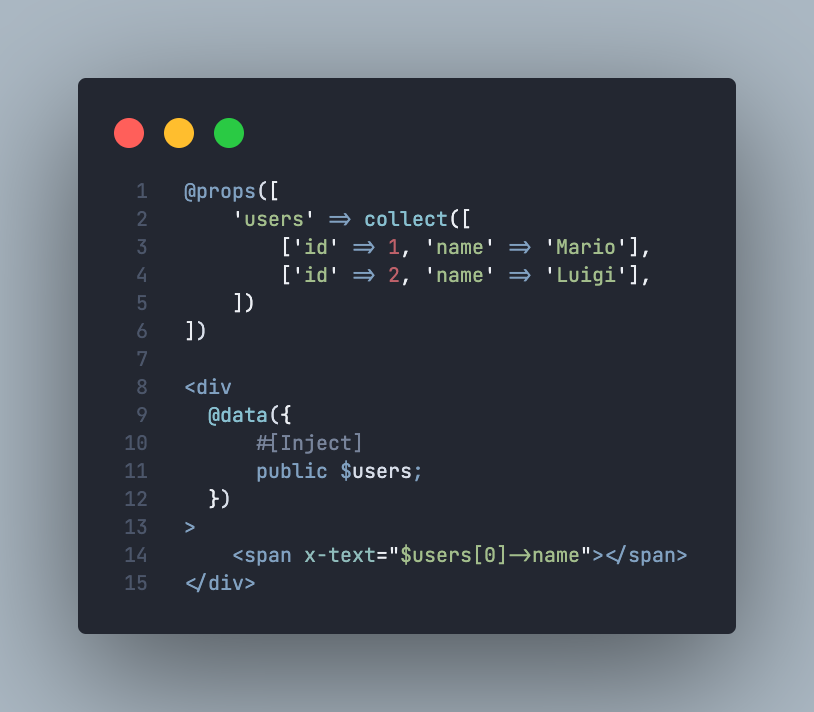 1 @props([
2     'users' => collect([
3         ['id' => 1, 'name' => 'Mario'],
4         ['id' => 2, 'name' => 'Luigi'],
5     ])
6 ])
7
8 <div
9   @data({
10       #[Inject]
11       public $users;
12   })
13 >
14     <span x-text="$users[0]->name"></span>
15 </div>